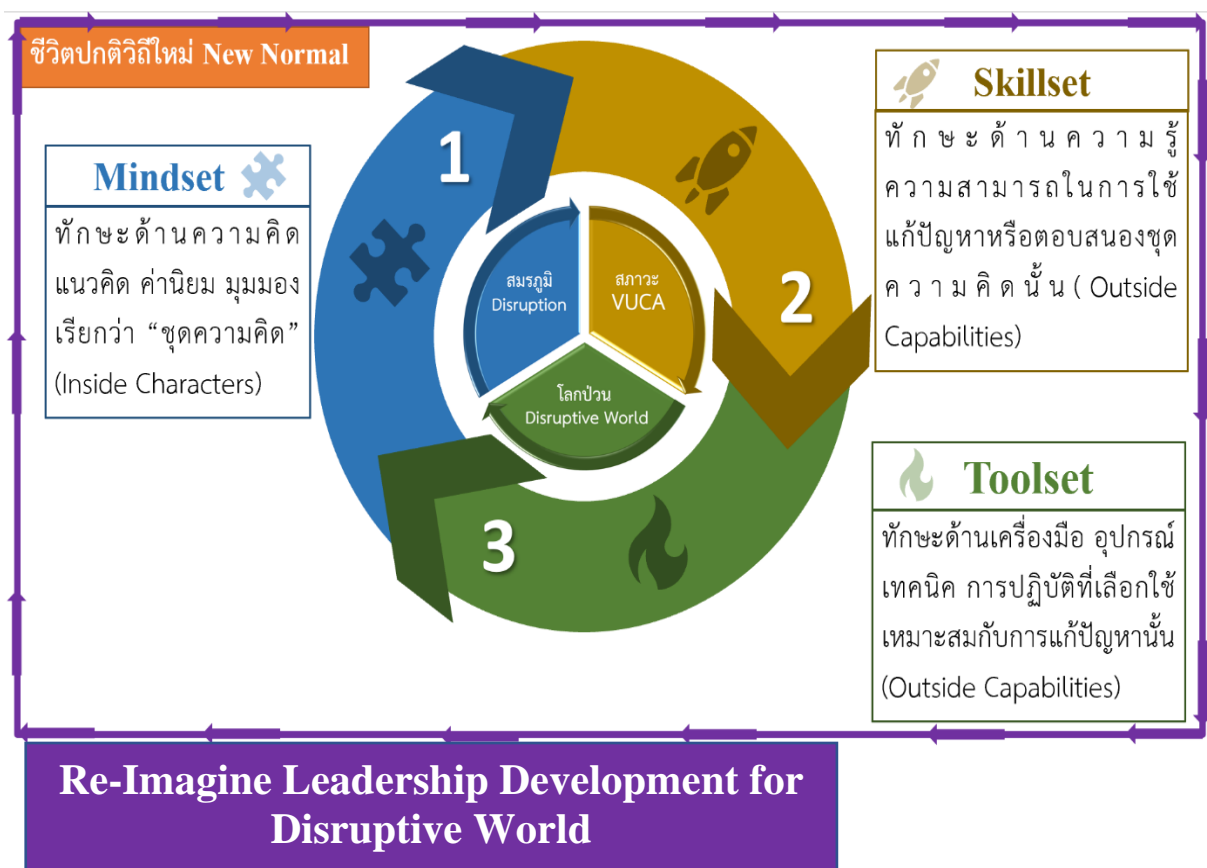 ชีวิตปกติวิถีใหม่ New Normal
1
Mindset
ทักษะด้านความคิด
แนวคิด ค่านิยม มุมมอง
เรียกว่า “ชุดความคิด”
(Inside Characters)
Skillset
ทักษะด้านความรู้
ความสามารถในการใช้
แก้ปัญหาหรือตอบสนองชุด
ความคิดนั้น ( Outside
Capabilities)
2
สมรภูมิ
Disruption
สภาวะ
VUCA
โลกป่วน
Disruptive World
3
Toolset
ทักษะด้านเครื่องมือ อุปกรณ์
เทคนิค การปฏิบัติที่เลือกใช้
เหมาะสมกับการแก้ปัญหานั้น
(Outside Capabilities)
Re-Imagine Leadership Development for
Disruptive World